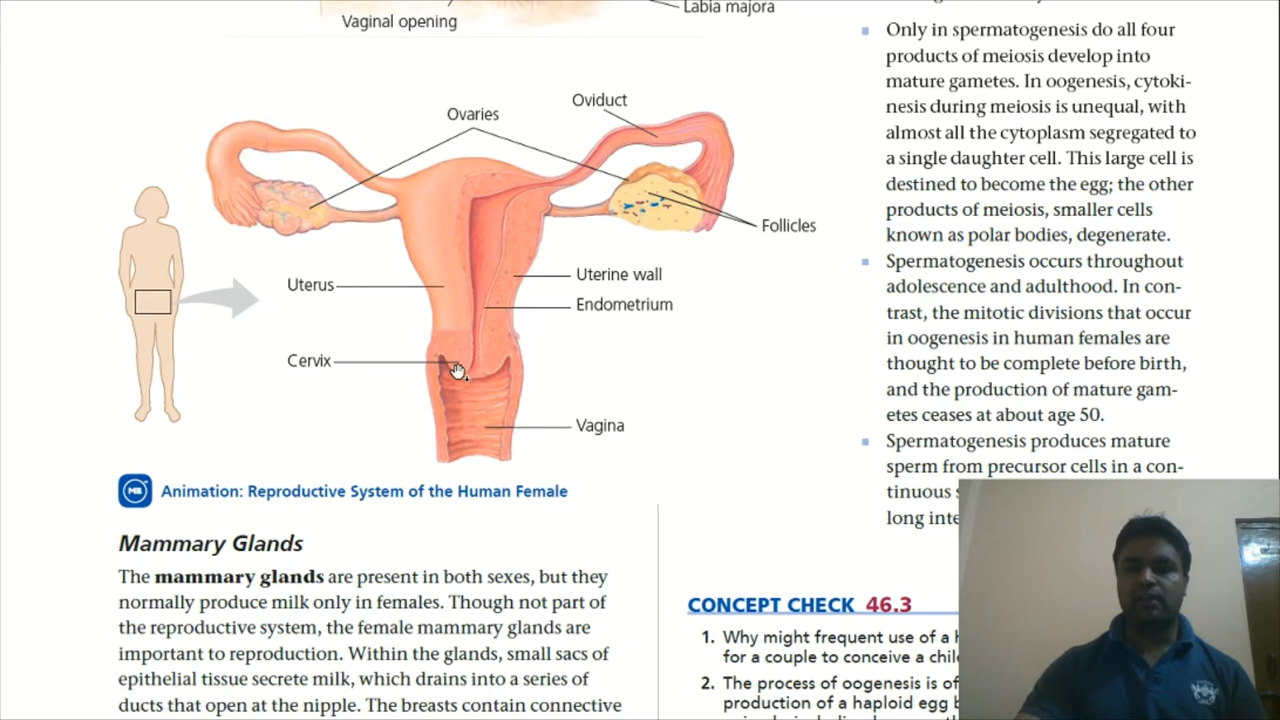 Labia majora
Vaginal opening
Ovaries
Oviduct
Follicles
Uterus
Uterine wall
Endometrium
Cervix
Vagina
MB
Animation: Reproductive System of the Human Female
Mammary Glands
The mammary glands are present in both sexes, but they
normally produce milk only in females. Though not part of
the reproductive system, the female mammary glands are
important to reproduction. Within the glands, small sacs of
epithelial tissue secrete milk, which drains into a series of
ducts that open at the nipple. The breasts contain connective
Only in spermatogenesis do all four
products of meiosis develop into
mature gametes. In oogenesis, cytoki-
nesis during meiosis is unequal, with
almost all the cytoplasm segregated to
a single daughter cell. This large cell is
destined to become the egg; the other
products of meiosis, smaller cells
known as polar bodies, degenerate.
Spermatogenesis occurs throughout
adolescence and adulthood. In con-
trast, the mitotic divisions that occur
in oogenesis in human females are
thought to be complete before birth,
and the production of mature gam-
etes ceases at about age 50.
Spermatogenesis produces mature
sperm from precursor cells in a con-
tinuous
long
CONCEPT CHECK 46.3
1. Why might frequent use of a
for a couple to conceive a
2. The process of oogenesis is
production of a haploid egg